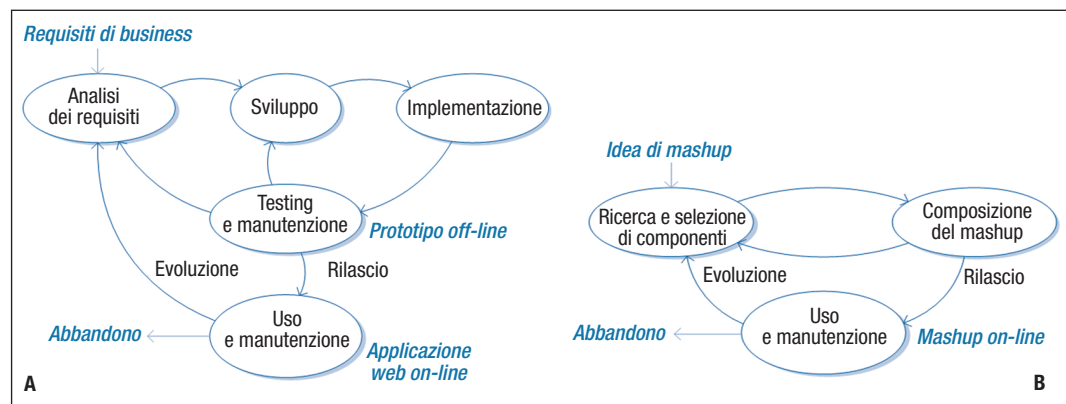 Requisiti di business
Analisi
dei requisiti
Sviluppo
Implementazione
Testing
e manutenzione
Prototipo off-line
Evoluzione
Rilascio
Uso
e manutenzione
Abbandono
Applicazione
web on-line
A
Idea di mashup
Ricerca e selezione
di componenti
Composizione
del mashup
Evoluzione
Rilascio
Uso
e manutenzione
Abbandono
Mashup on-line
B